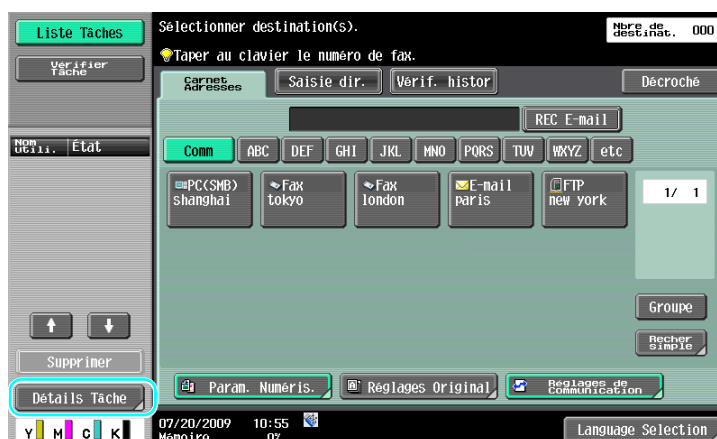 Liste Tâches
Sélectionner destination(s).
Nbre de
destinat. 000
Taper au clavier le numéro de fax.
Vérifier
Tâche
Carnet
Adresses
Saisie dir.
Vérif. histor
Décroché
REC E-mail
Nom
utili. État
Comm ABC DEF GHI JKL MNO PQRS TUV WXYZ etc
PC(SMB)
shanghai
Fax
tokyo
Fax
london
E-mail
paris
FTP
new york
1/ 1
Groupe
Recher
simple
Supprimer
Détails Tâche
Param. Numéris.
Réglages Original
Réglages de
Communication
07/20/2009 10:55
Mémoire 0%
Language Selection
Y M C K